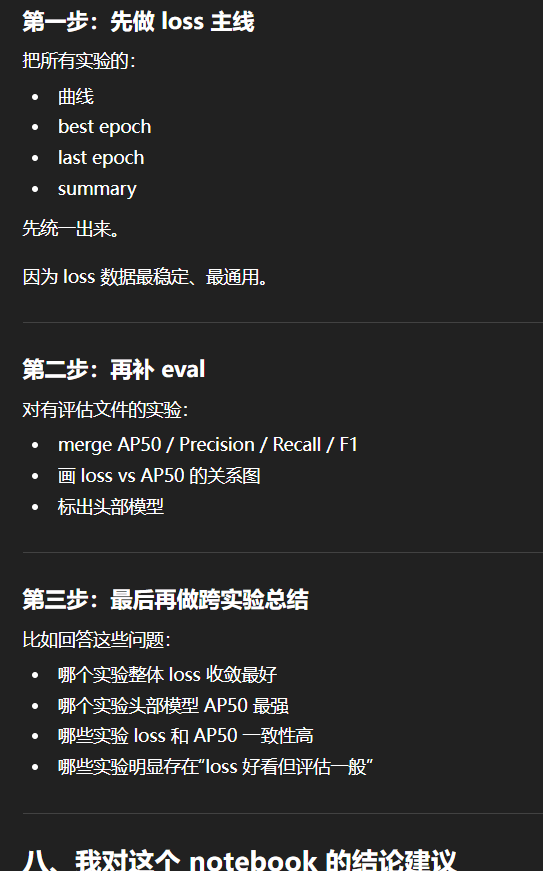 第一步：先做 loss 主线
把所有实验的：
• 曲线
• best epoch
• last epoch
• summary
先统一出来。
因为 loss 数据最稳定、最通用。
第二步：再补 eval
对有评估文件的实验：
• merge AP50 / Precision / Recall / F1
• 画 loss vs AP50 的关系图
• 标出头部模型
第三步：最后再做跨实验总结
比如回答这些问题：
• 哪个实验整体 loss 收敛最好
• 哪个实验头部模型 AP50 最强
• 哪些实验 loss 和 AP50 一致性高
• 哪些实验明显存在“loss 好看但评估一般”
八、我对这个 notebook 的结论建议